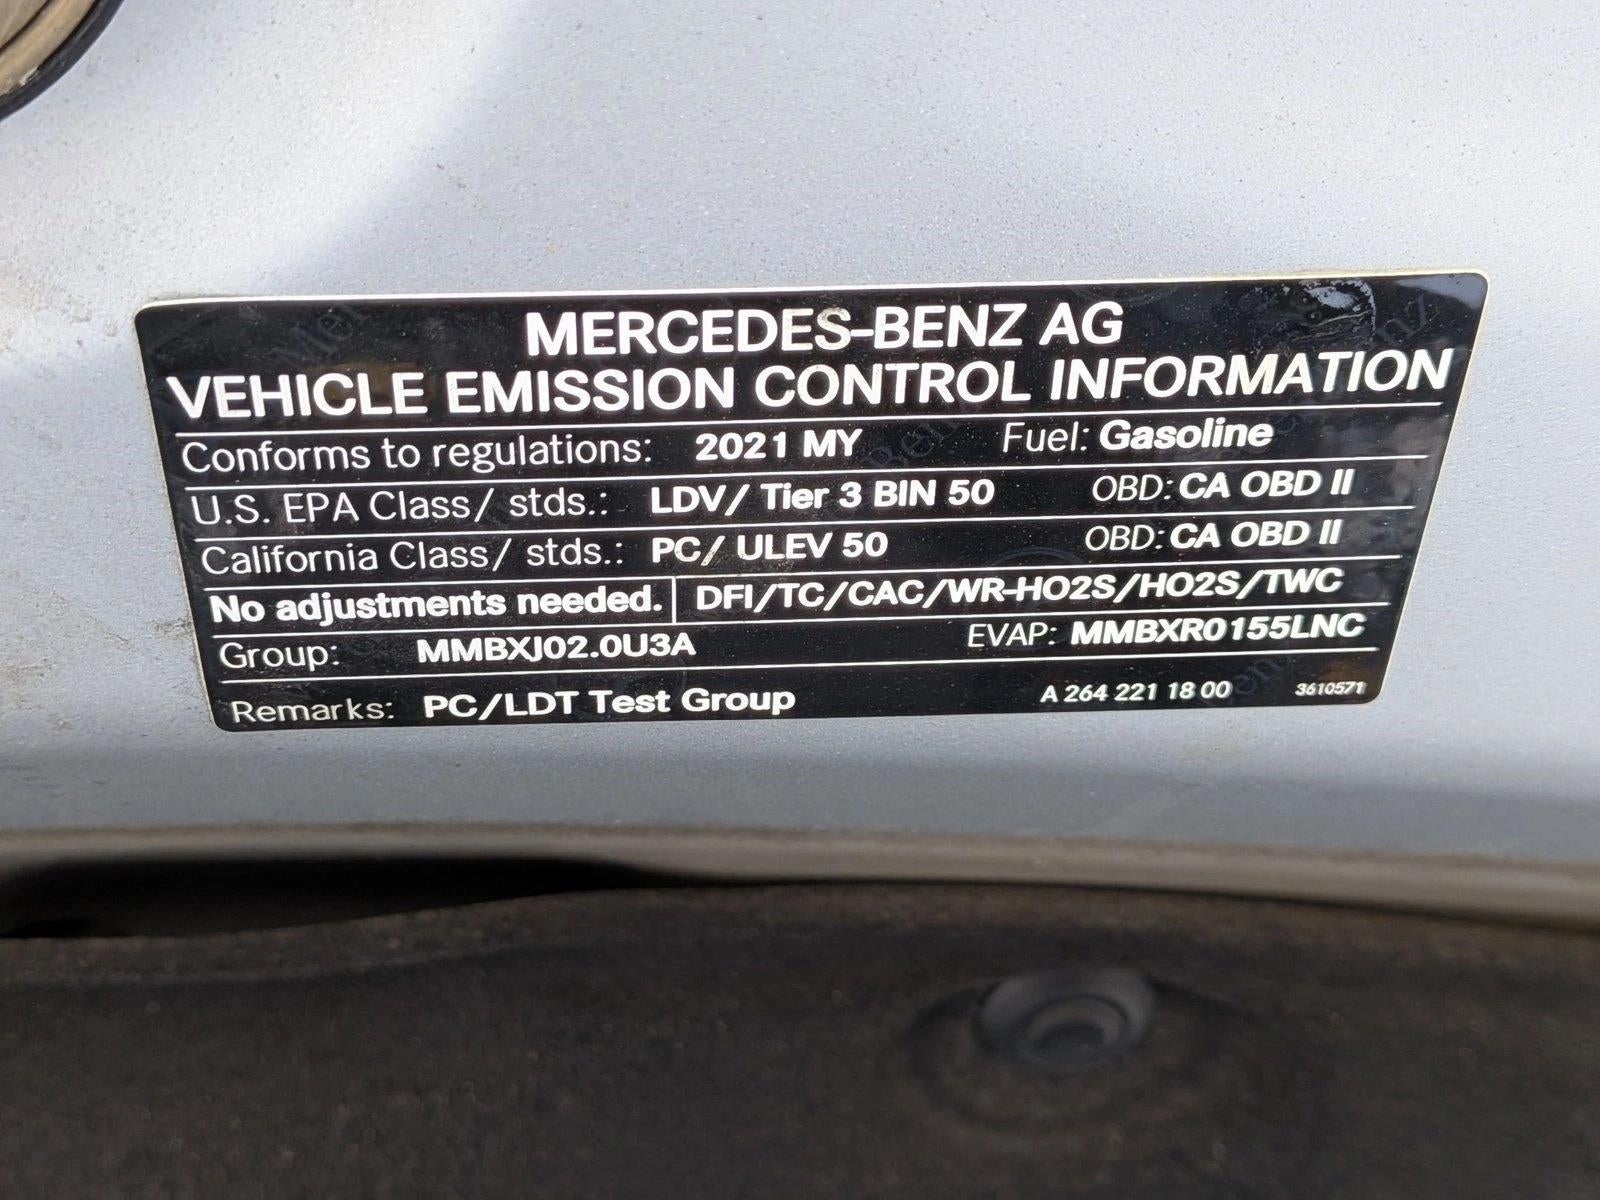 MERCEDES-BENZ AG
VEHICLE EMISSION CONTROL INFORMATION
Conforms to regulations: 2021 MY Fuel: Gasoline
U.S. EPA Class/ stds.: LDV/ Tier 3 BIN 50 OBD: CA OBD II
California Class/ stds.: PC/ ULEV 50 OBD: CA OBD II
No adjustments needed. DFI/TC/CAC/WR-HO2S/HO2S/TWC
Group: MMBXJ02.0U3A EVAP: MMBXR0155LNC
Remarks: PC/LDT Test Group A 264 221 18 00 3610571